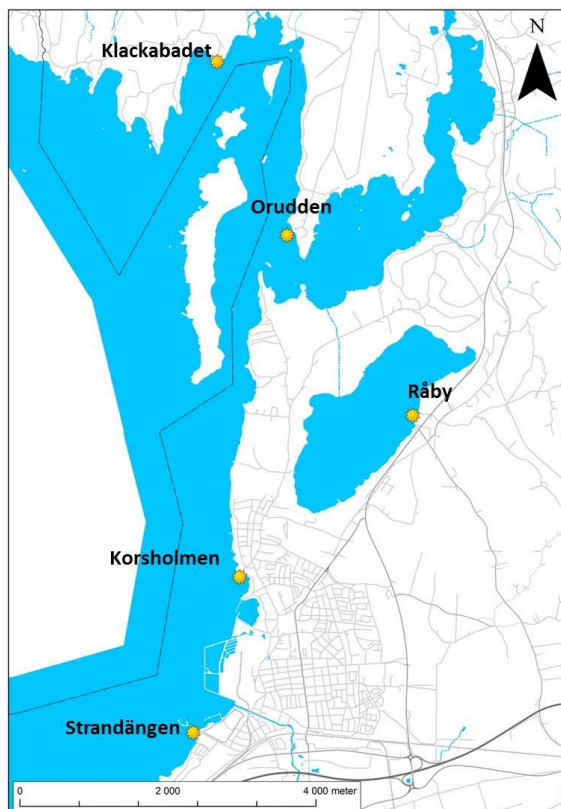 Klackabadet
N
Orudden
Råby
Korsholmen
Strandängen
0 2 000 4 000 meter